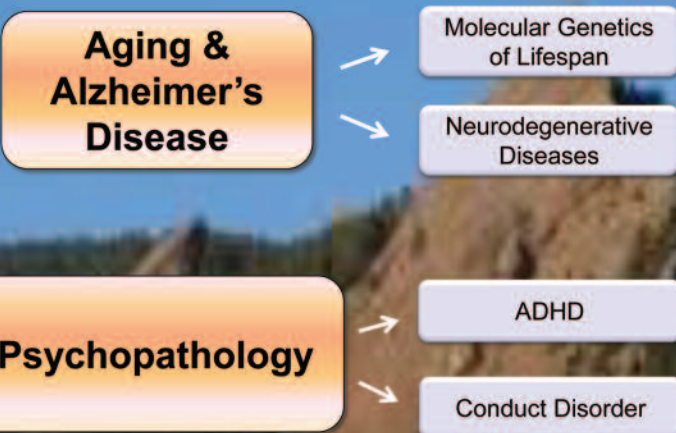 Aging &
Alzheimer's
Disease
Molecular Genetics
of Lifespan
Neurodegenerative
Diseases
Psychopathology
ADHD
Conduct Disorder